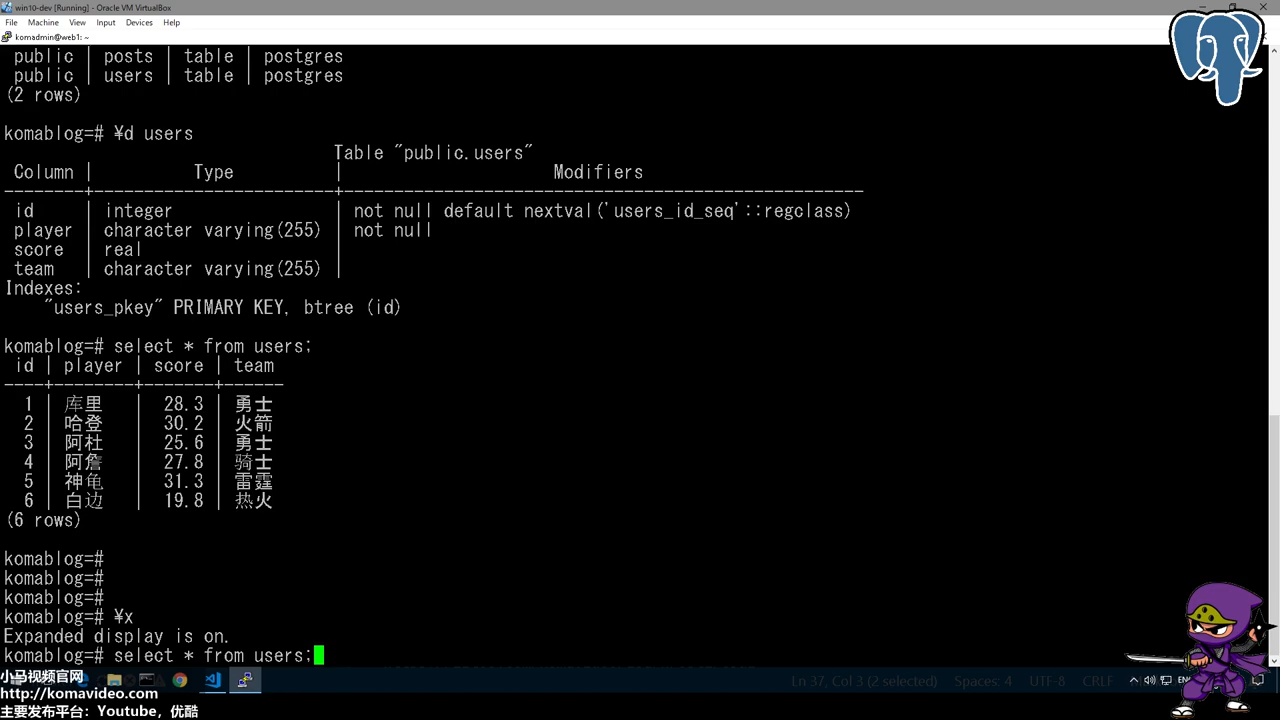 win10-dev [Running] - Oracle VM VirtualBox
File Machine View Input Devices Help
komadmin@web1: ~
public | posts | table | postgres
public | users | table | postgres
(2 rows)
komablog=# ¥d users
Table "public.users"
Column | Type | Modifiers
--------+------------------------+----------------------------------------------------
id | integer | not null default nextval('users_id_seq'::regclass)
player | character varying(255) | not null
score | real |
team | character varying(255) |
Indexes:
"users_pkey" PRIMARY KEY, btree (id)
komablog=# select * from users;
id | player | score | team
----+--------+-------+------
1 | 库里 | 28.3 | 勇士
2 | 哈登 | 30.2 | 火箭
3 | 阿杜 | 25.6 | 勇士
4 | 阿詹 | 27.8 | 骑士
5 | 神龟 | 31.3 | 雷霆
6 | 白边 | 19.8 | 热火
(6 rows)
komablog=#
komablog=#
komablog=#
komablog=# ¥x
Expanded display is on.
komablog=# select * from users;
小马视频官网
http://komavideo.com
主要发布平台：Youtube，优酷
Ln 37, Col 3 (2 selected) Spaces: 4 UTF-8 CRLF
ENG